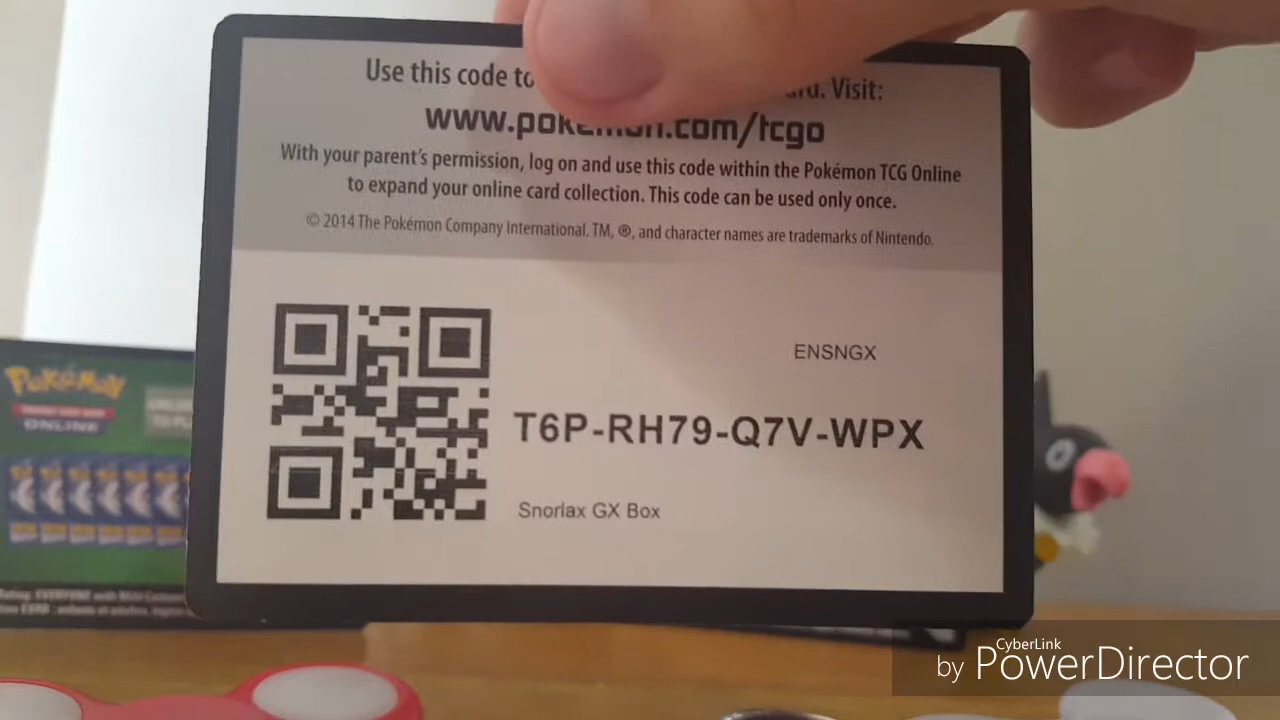 Use this code to
Visit:
www.pokemon.com/tcgo
With your parent's permission, log on and use this code within the Pokémon TCG Online
to expand your online card collection. This code can be used only once.
© 2014 The Pokémon Company International. TM, ®, and character names are trademarks of Nintendo.
ENSNGX
T6P-RH79-Q7V-WPX
Snorlax GX Box
POKéMON
ONLINE
CyberLink
by PowerDirector